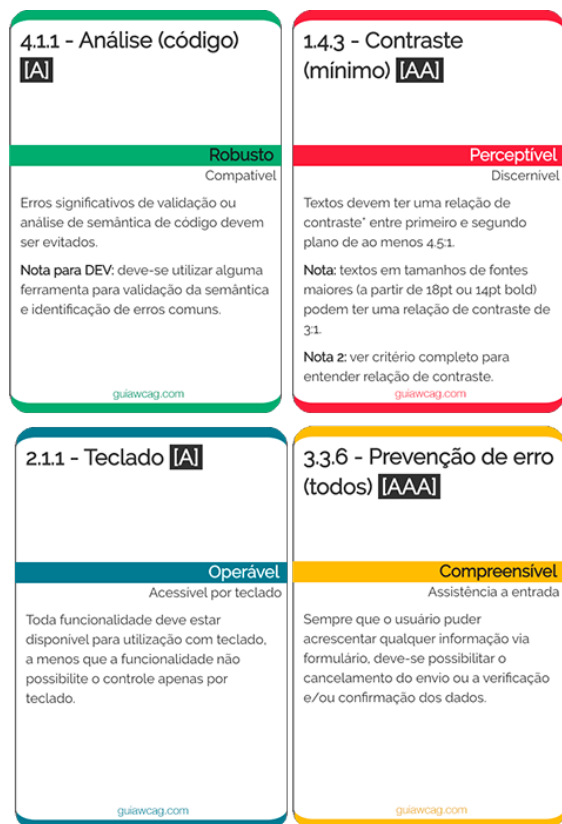 4.1.1 - Análise (código)
[A]
Robusto
Compatível
Erros significativos de validação ou
análise de semântica de código devem
ser evitados.
Nota para DEV: deve-se utilizar alguma
ferramenta para validação da semântica
e identificação de erros comuns.
guiawcag.com
1.4.3 - Contraste
(mínimo) [AA]
Perceptível
Discernível
Textos devem ter uma relação de
contraste* entre primeiro e segundo
plano de ao menos 4.5:1.
Nota: textos em tamanhos de fontes
maiores (a partir de 18pt ou 14pt bold)
podem ter uma relação de contraste de
3:1.
Nota 2: ver critério completo para
entender relação de contraste.
guiawcag.com
2.1.1 - Teclado [A]
Operável
Acessível por teclado
Toda funcionalidade deve estar
disponível para utilização com teclado,
a menos que a funcionalidade não
possibilite o controle apenas por
teclado.
guiawcag.com
3.3.6 - Prevenção de erro
(todos) [AAA]
Compreensível
Assistência a entrada
Sempre que o usuário puder
acrescentar qualquer informação via
formulário, deve-se possibilitar o
cancelamento do envio ou a verificação
e/ou confirmação dos dados.
guiawcag.com